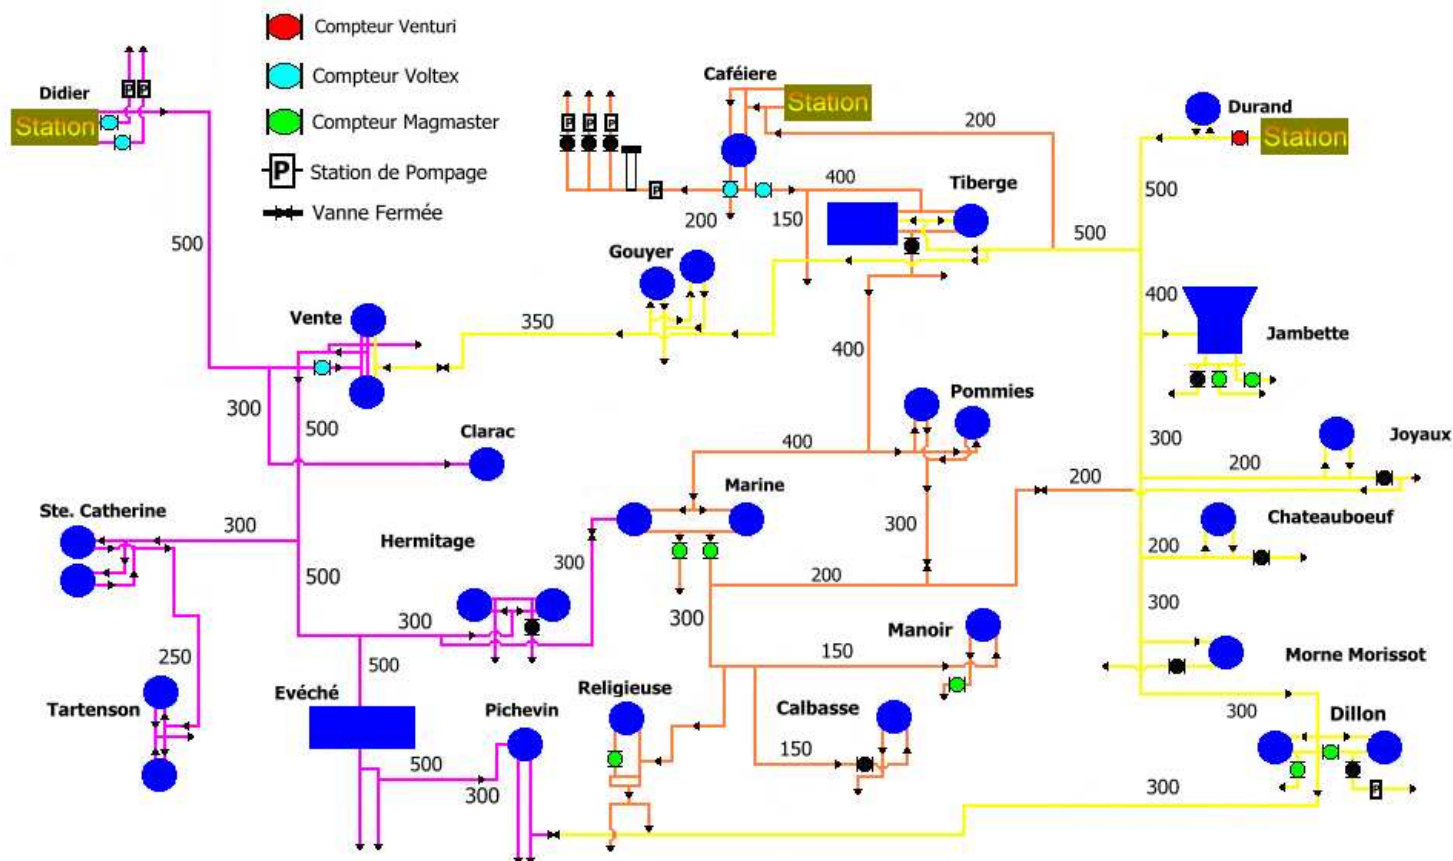 Compteur Venturi
Compteur Voltex
Compteur Magmaster
P Station de Pompage
Vanne Fermée
Didier
P P
Station
Caféiere
Station
Durand
Station
200
P P P
P
400
Tiberge
200
150
500
500
500
Gouyer
400
Vente
350
Jambette
400
300
500
Pommies
Clarac
400
300
Joyaux
200
200
Ste. Catherine
Marine
300
Hermitage
300
Chateauboeuf
300
200
500
200
300
300
300
Manoir
250
500
150
Morne Morissot
Tartenson
Evéché
Religieuse
Pichevin
Calbasse
300
Dillon
150
500
300
300
P